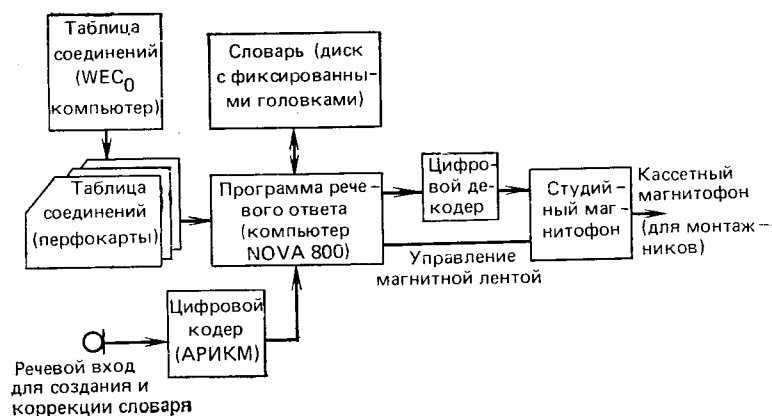 Таблица
соединений
(WECO
компьютер)
Словарь (диск
с фиксированны-
ми головками)
Таблица
соединений
(перфокарты)
Программа рече-
вого ответа
(компьютер
NOVA 800)
Цифро-
вой де-
кодер
Студий-
ный маг-
нитофон
Кассетный
магнитофон
(для монтаж-
ников)
Управление
магнитной лентой
Цифровой
кодер
(АРИКМ)
Речевой вход
для создания и
коррекции словаря